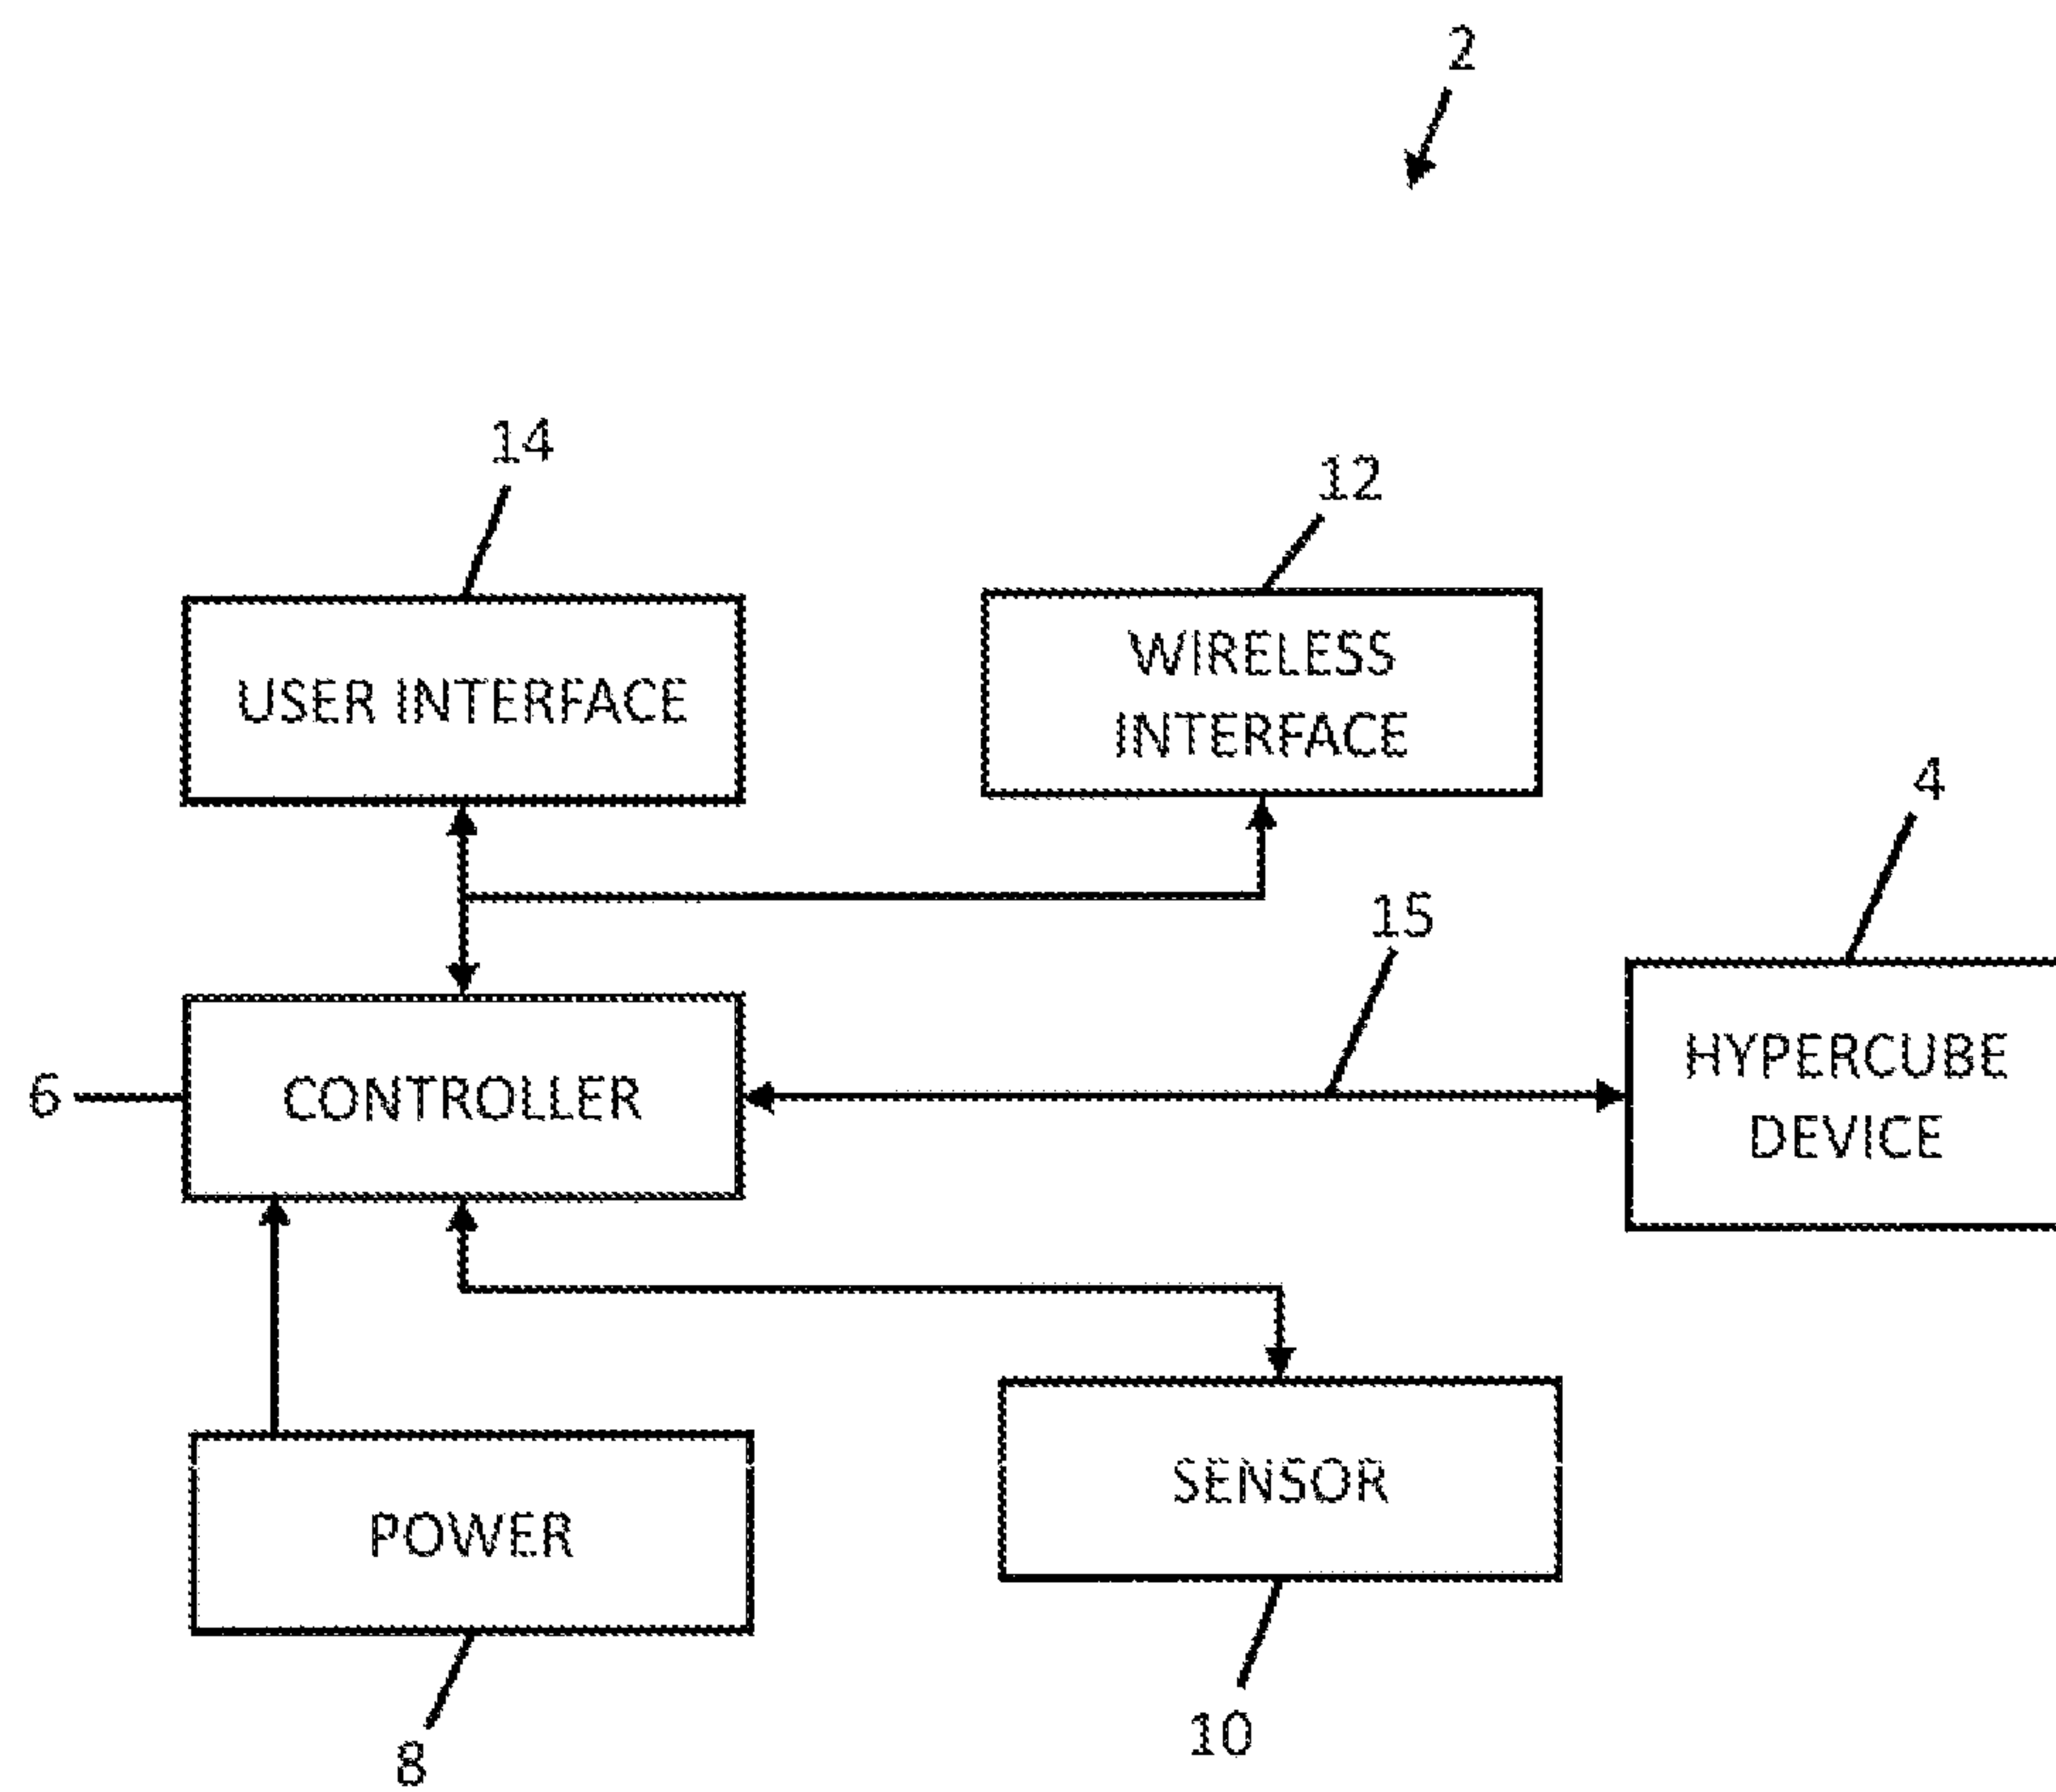 2
14
12
USER INTERFACE
WIRELESS
INTERFACE
4
15
6
CONTROLLER
HYPERCUBE
DEVICE
POWER
SENSOR
8
10